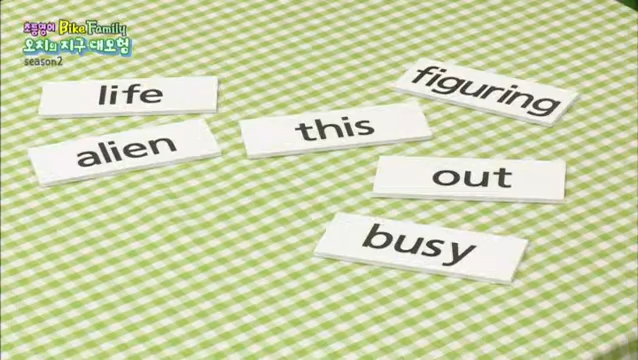 초등영어 Bike Family
오치의 지구 대모험
season2
life
figuring
alien
this
out
busy